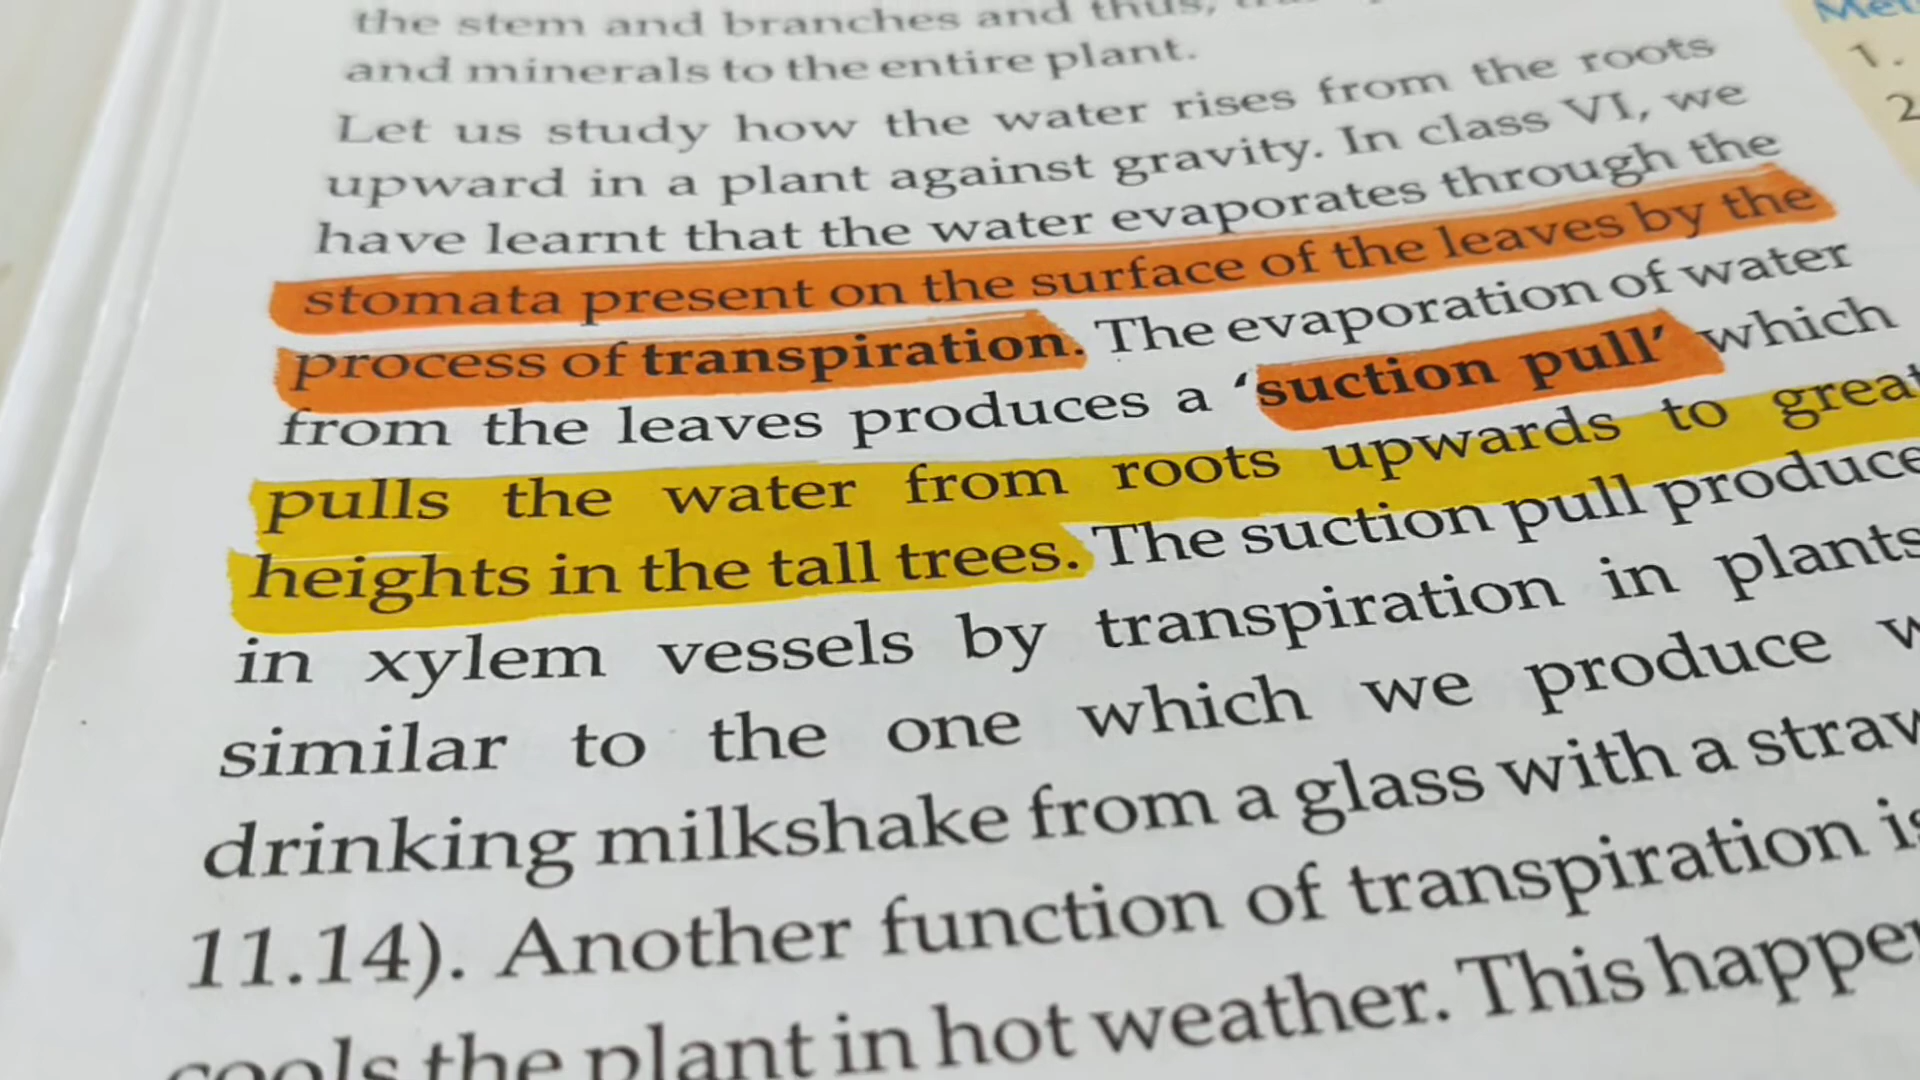 the stem and branches and thus,
and minerals to the entire plant.
Let us study how the water rises from the roots
upward in a plant against gravity. In class VI, we
have learnt that the water evaporates through the
stomata present on the surface of the leaves by the
process of transpiration. The evaporation of water
from the leaves produces a ‘suction pull’ which
pulls the water from roots upwards to great
heights in the tall trees. The suction pull produce
in xylem vessels by transpiration in plants
similar to the one which we produce w
drinking milkshake from a glass with a straw
11.14). Another function of transpiration is
cools the plant in hot weather. This happe
1.
2